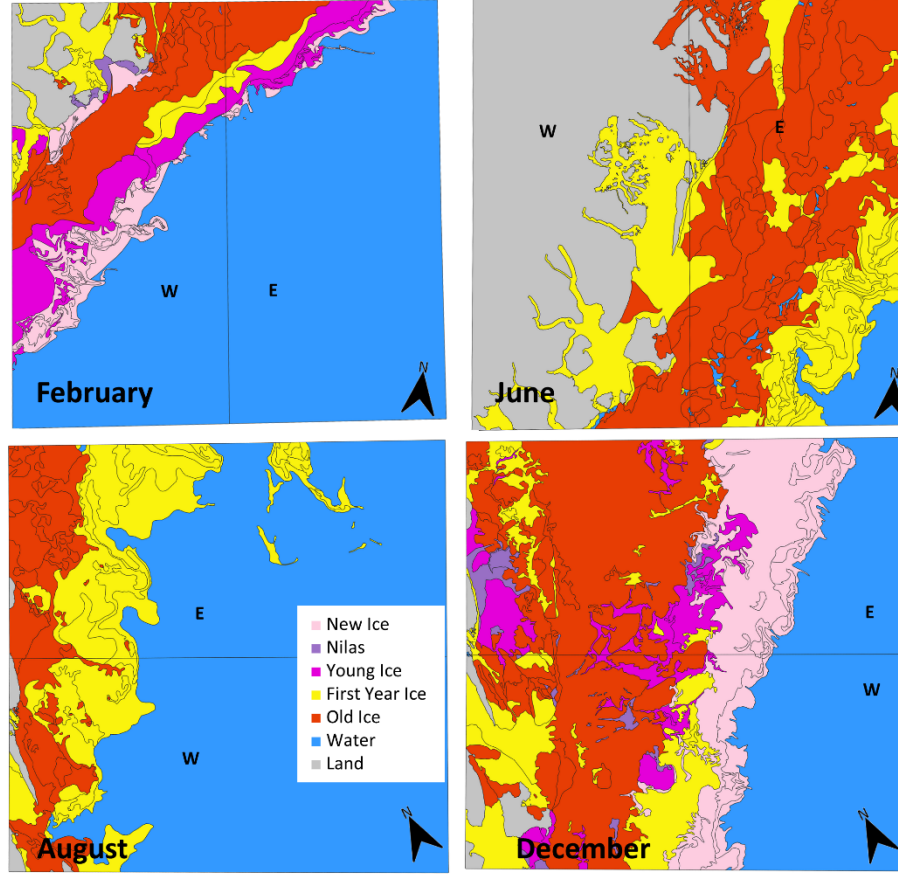 W
E
N
February
W
E
N
June
E
W
New Ice
Nilas
Young Ice
First Year Ice
Old Ice
Water
Land
N
August
E
W
N
December